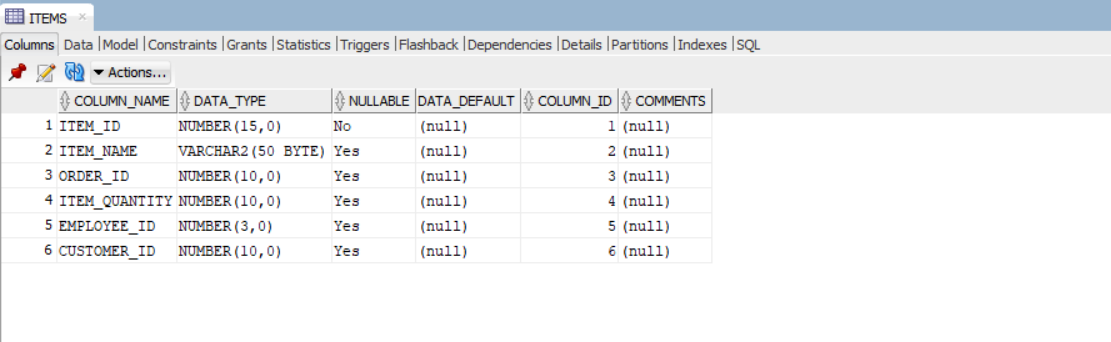 ITEMS
Columns Data Model Constraints Grants Statistics Triggers Flashback Dependencies Details Partitions Indexes SQL
Actions...
COLUMN_NAME DATA_TYPE NULLABLE DATA_DEFAULT COLUMN_ID COMMENTS
1 ITEM_ID NUMBER(15,0) No (null) 1 (null)
2 ITEM_NAME VARCHAR2(50 BYTE) Yes (null) 2 (null)
3 ORDER_ID NUMBER(10,0) Yes (null) 3 (null)
4 ITEM_QUANTITY NUMBER(10,0) Yes (null) 4 (null)
5 EMPLOYEE_ID NUMBER(3,0) Yes (null) 5 (null)
6 CUSTOMER_ID NUMBER(10,0) Yes (null) 6 (null)